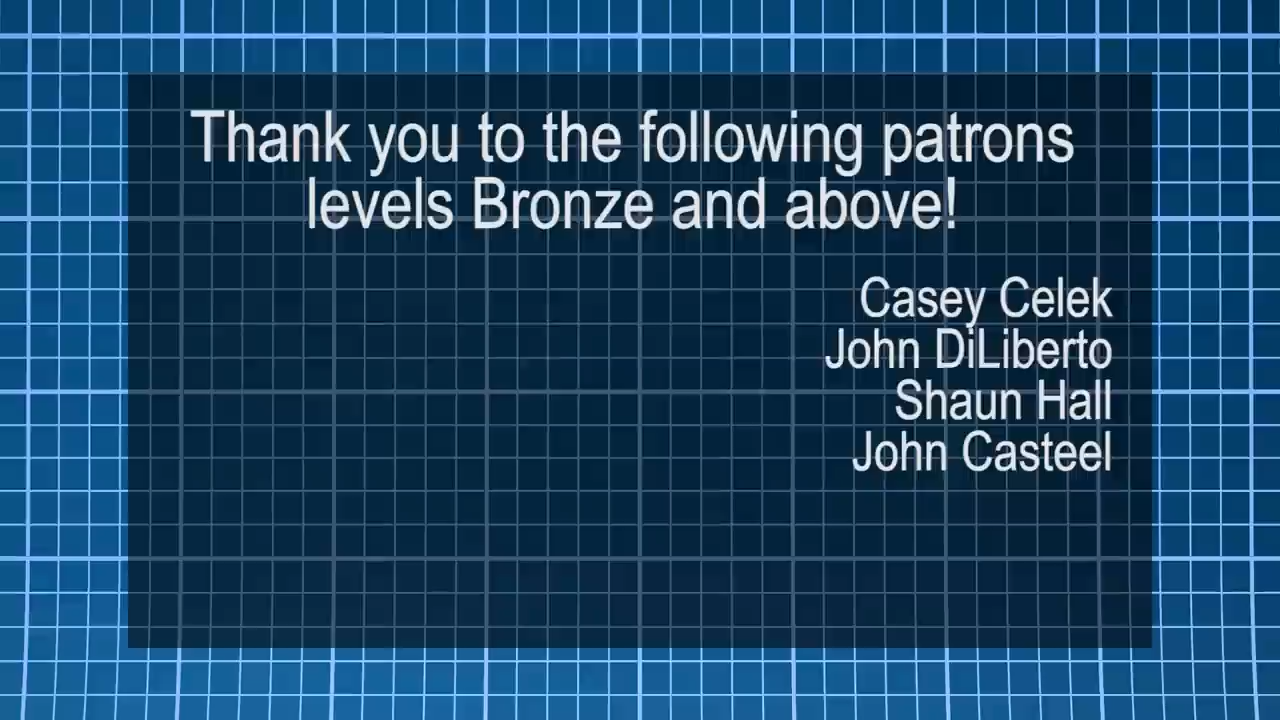 Thank you to the following patrons
levels Bronze and above!
Casey Celek
John DiLiberto
Shaun Hall
John Casteel